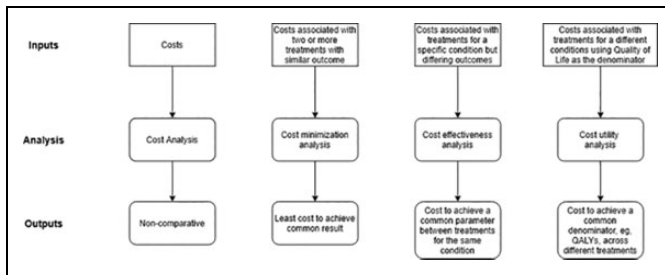 Inputs
Costs
Costs associated with
two or more
treatments with
similar outcome
Costs associated with
treatments for a
specific condition but
differing outcomes
Costs associated with
treatments for a different
conditions using Quality of
Life as the denominator
Analysis
Cost Analysis
Cost minimization
analysis
Cost effectiveness
analysis
Cost utility
analysis
Outputs
Non-comparative
Least cost to achieve
common result
Cost to achieve a
common parameter
between treatments
for the same
condition
Cost to achieve a
common
denominator, eg.
QALYs, across
different treatments